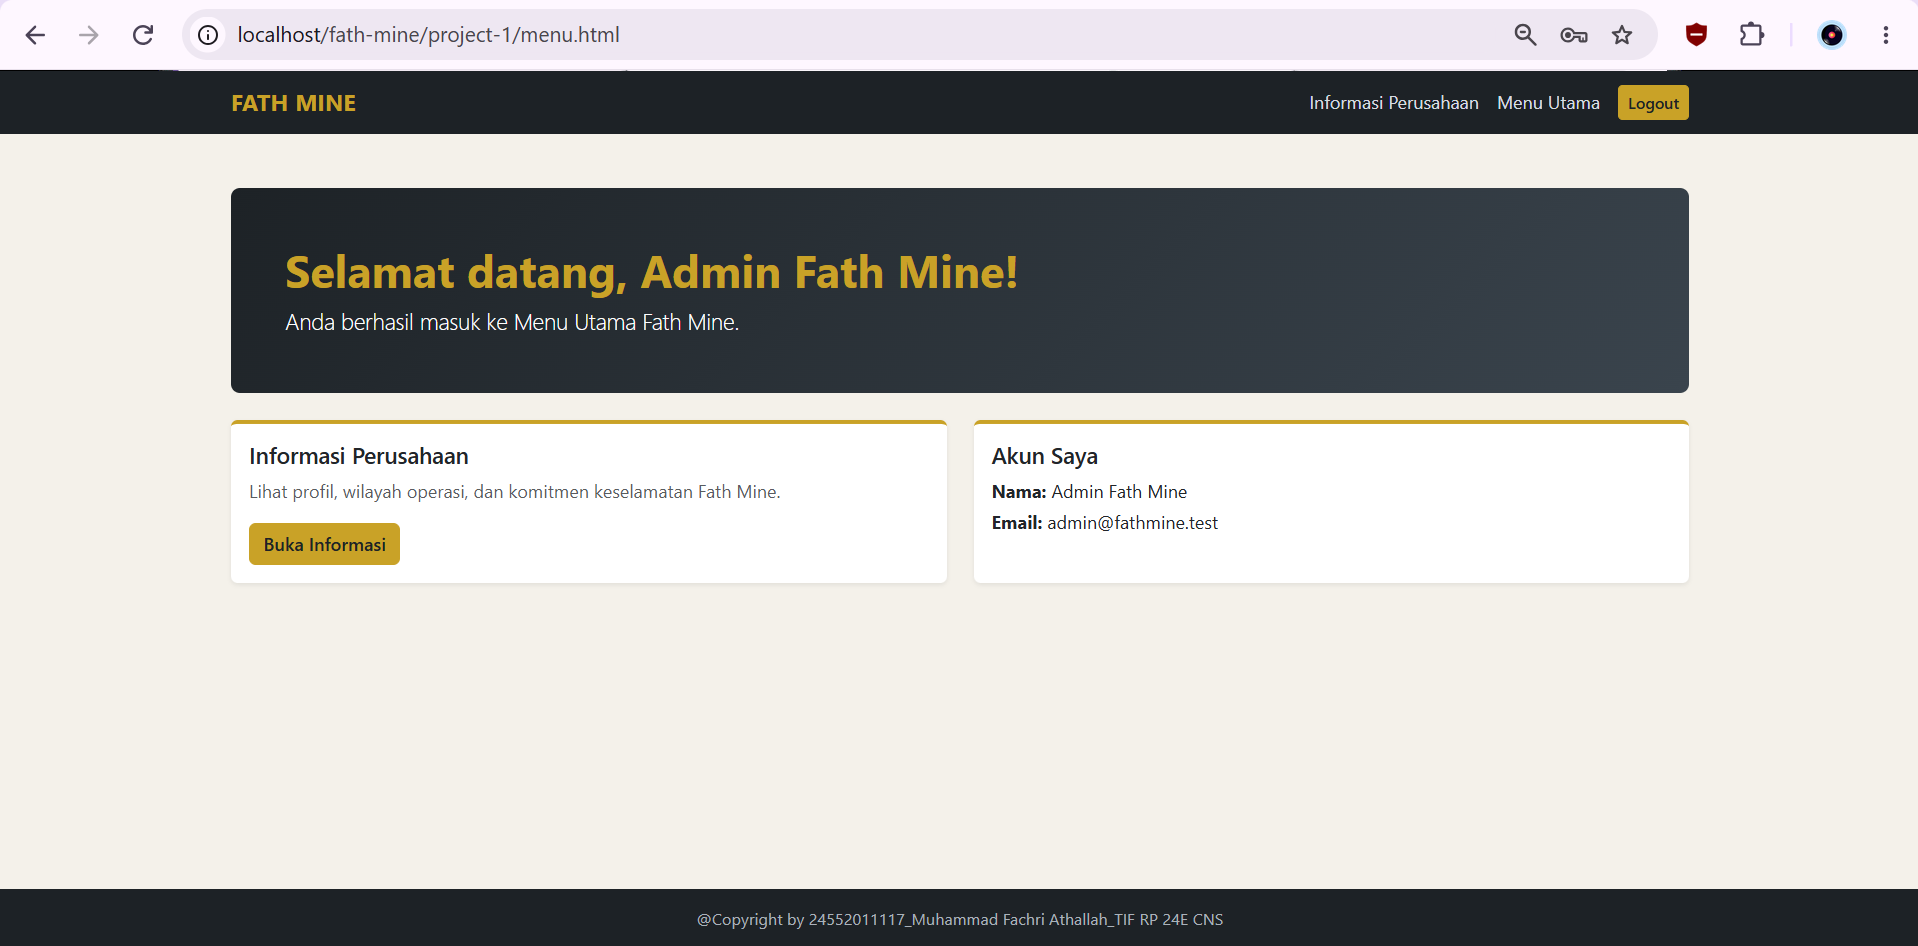 localhost/fath-mine/project-1/menu.html
FATH MINE
Informasi Perusahaan
Menu Utama
Logout
Selamat datang, Admin Fath Mine!
Anda berhasil masuk ke Menu Utama Fath Mine.
Informasi Perusahaan
Lihat profil, wilayah operasi, dan komitmen keselamatan Fath Mine.
Buka Informasi
Akun Saya
Nama: Admin Fath Mine
Email: admin@fathmine.test
@Copyright by 24552011117_Muhammad Fachri Athallah_TIF RP 24E CNS